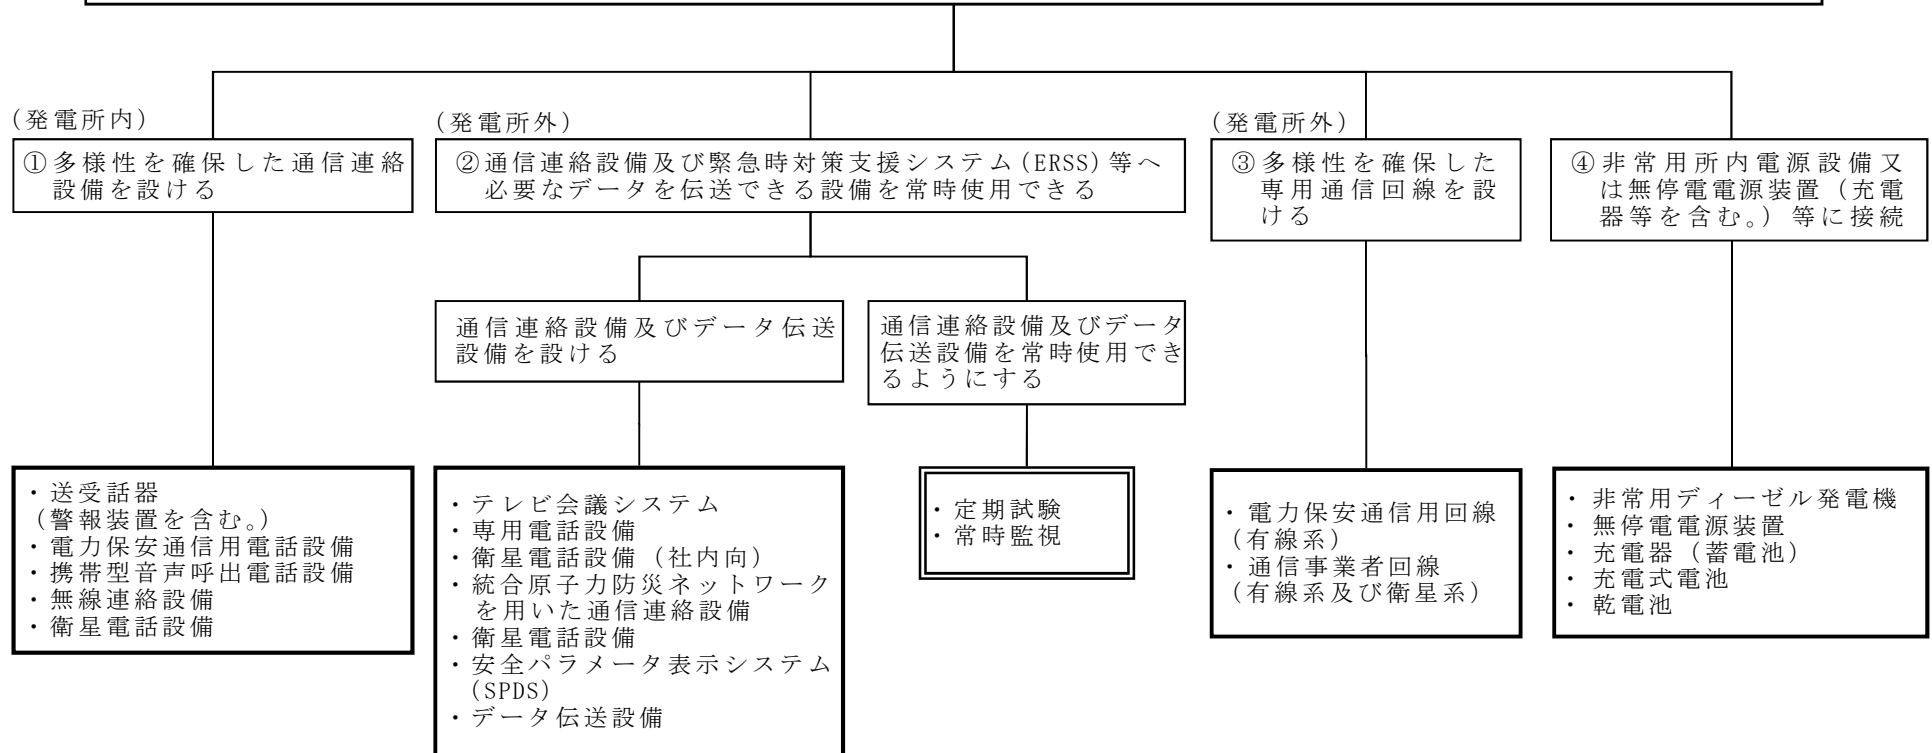 (発電所内)
①多様性を確保した通信連絡
設備を設ける
(発電所外)
②通信連絡設備及び緊急時対策支援システム(ERSS)等へ
必要なデータを伝送できる設備を常時使用できる
(発電所外)
③多様性を確保した
専用通信回線を設
ける
④非常用所内電源設備又
は無停電電源装置(充電
器等を含む。)等に接続
通信連絡設備及びデータ伝送
設備を設ける
通信連絡設備及びデータ
伝送設備を常時使用でき
るようにする
・送受話器
(警報装置を含む。)
・電力保安通信用電話設備
・携帯型音声呼出電話設備
・無線連絡設備
・衛星電話設備
・テレビ会議システム
・専用電話設備
・衛星電話設備(社内向)
・統合原子力防災ネットワーク
を用いた通信連絡設備
・衛星電話設備
・安全パラメータ表示システム
(SPDS)
・データ伝送設備
・定期試験
・常時監視
・電力保安通信用回線
(有線系)
・通信事業者回線
(有線系及び衛星系)
・非常用ディーゼル発電機
・無停電電源装置
・充電器(蓄電池)
・充電式電池
・乾電池